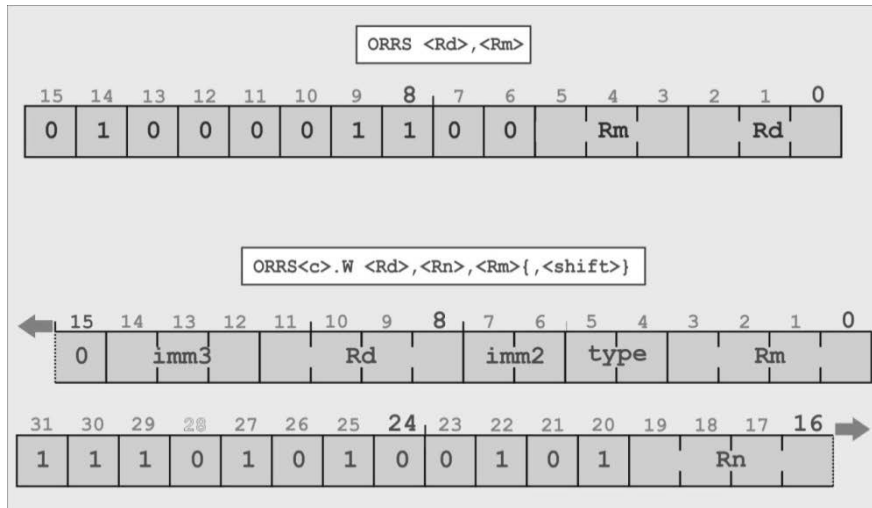 ORRS <Rd>,<Rm>
15 14 13 12 11 10 9 8 7 6 5 4 3 2 1 0
0 1 0 0 0 0 1 1 0 0 Rm Rd
ORRS<c>.W <Rd>,<Rn>,<Rm>{,<shift>}
15 14 13 12 11 10 9 8 7 6 5 4 3 2 1 0
0 imm3 Rd imm2 type Rm
31 30 29 28 27 26 25 24 23 22 21 20 19 18 17 16
1 1 1 0 1 0 1 0 0 1 0 1 Rn